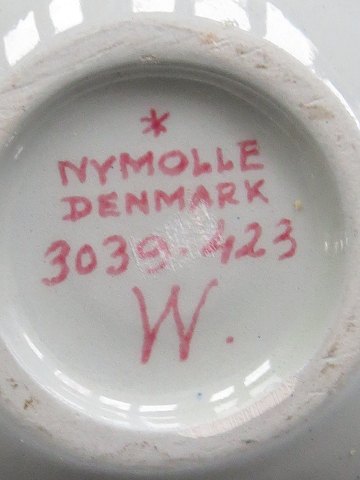 *
NYMOLLE
DENMARK
3039.423
W.